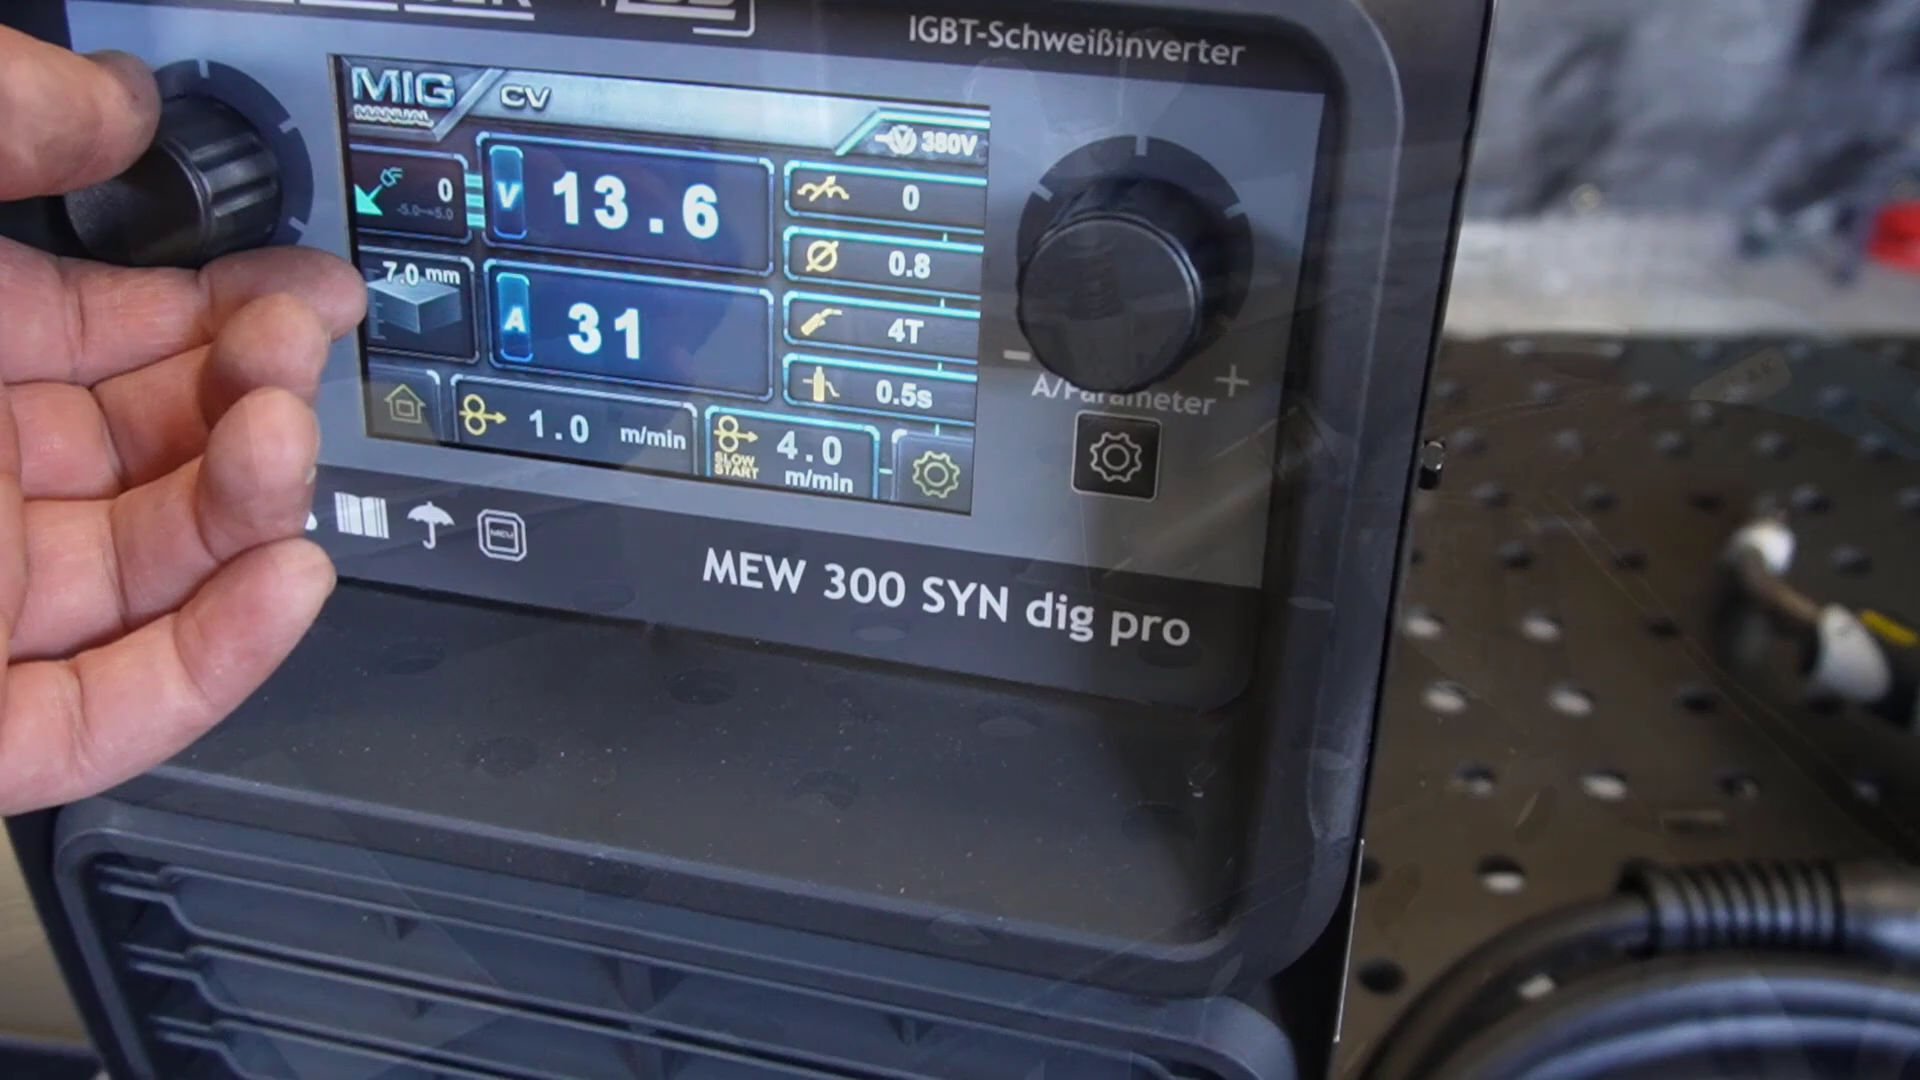 IGBT-Schweißinverter
MIG
MANUAL
CV
380V
0
-5.0~+5.0
V
13.6
0
0.8
7.0 mm
A
31
4T
0.5s
1.0 m/min
SLOW
START
4.0
m/min
- +
A/Parameter
MEW 300 SYN dig pro